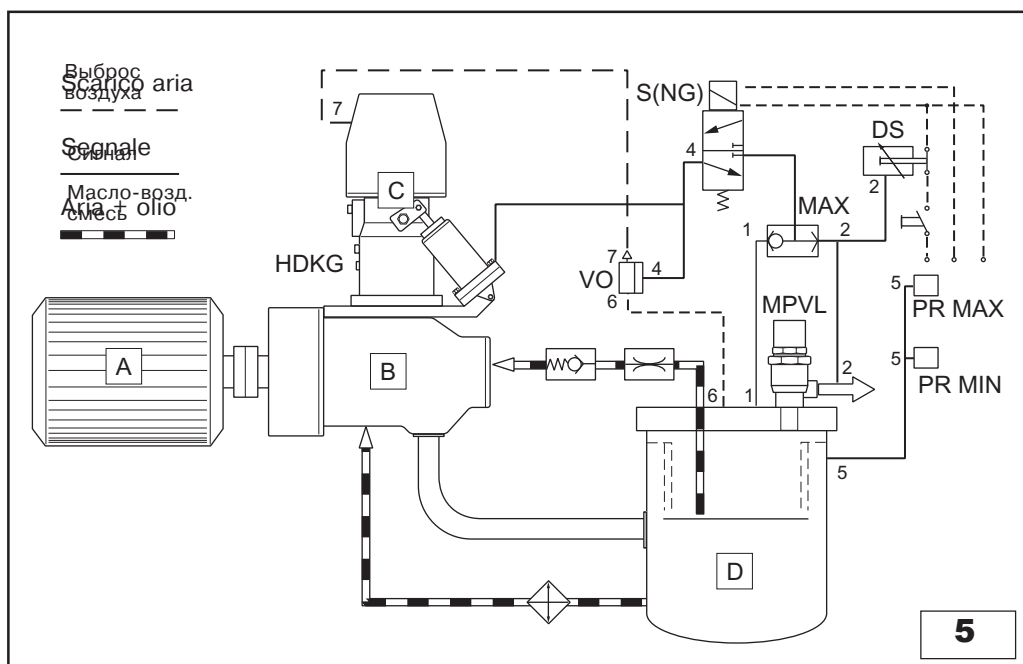 Выброс
воздуха
Scarico aria
Segnale
Сигнал
Масло-возд.
смесь
Aria + olio
7
S(NG)
4
DS
2
C
MAX
1
2
HDKG
7
VO
4
6
5
PR MAX
MPVL
A
B
5
PR MIN
6
1
2
5
D
5